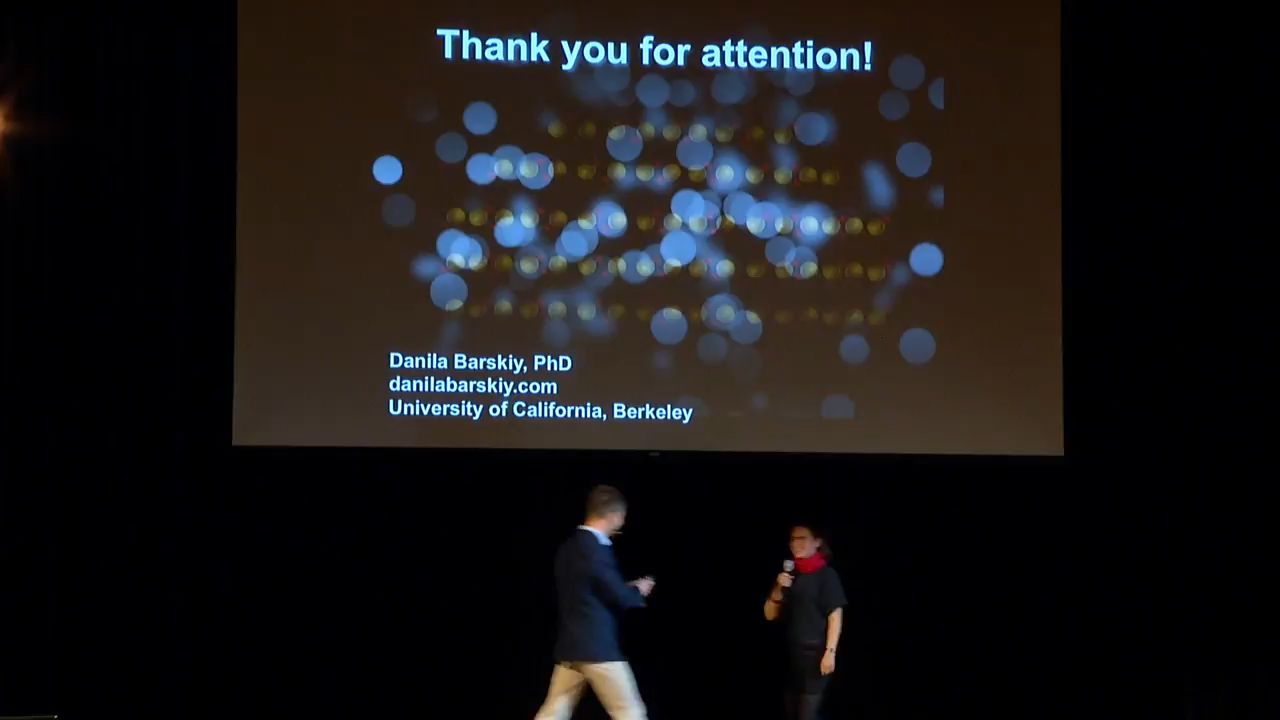 Thank you for attention!
Danila Barskiy, PhD
danilabarskiy.com
University of California, Berkeley